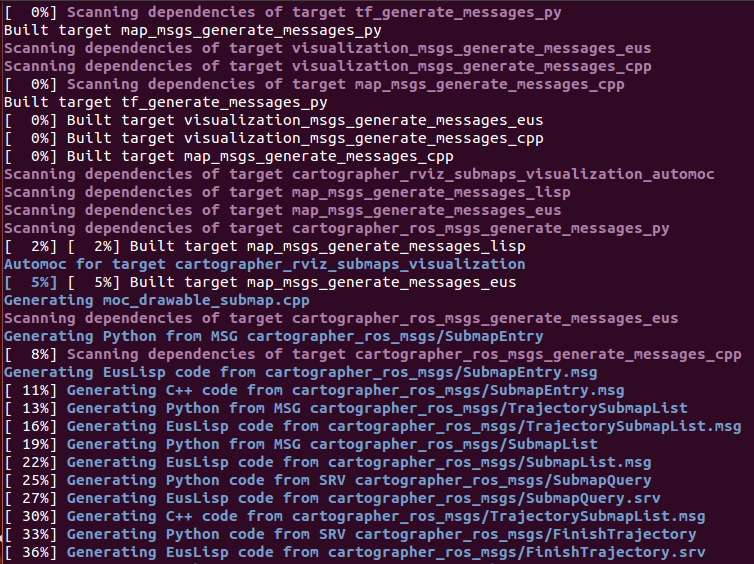 [  0%] Scanning dependencies of target tf_generate_messages_py
Built target map_msgs_generate_messages_py
Scanning dependencies of target visualization_msgs_generate_messages_eus
Scanning dependencies of target visualization_msgs_generate_messages_cpp
[  0%] Scanning dependencies of target map_msgs_generate_messages_cpp
Built target tf_generate_messages_py
[  0%] Built target visualization_msgs_generate_messages_eus
[  0%] Built target visualization_msgs_generate_messages_cpp
[  0%] Built target map_msgs_generate_messages_cpp
Scanning dependencies of target cartographer_rviz_submaps_visualization_automoc
Scanning dependencies of target map_msgs_generate_messages_lisp
Scanning dependencies of target map_msgs_generate_messages_eus
Scanning dependencies of target cartographer_ros_msgs_generate_messages_py
[  2%] [  2%] Built target map_msgs_generate_messages_lisp
Automoc for target cartographer_rviz_submaps_visualization
[  5%] [  5%] Built target map_msgs_generate_messages_eus
Generating moc_drawable_submap.cpp
Scanning dependencies of target cartographer_ros_msgs_generate_messages_eus
Generating Python from MSG cartographer_ros_msgs/SubmapEntry
[  8%] Scanning dependencies of target cartographer_ros_msgs_generate_messages_cpp
Generating EusLisp code from cartographer_ros_msgs/SubmapEntry.msg
[ 11%] Generating C++ code from cartographer_ros_msgs/SubmapEntry.msg
[ 13%] Generating Python from MSG cartographer_ros_msgs/TrajectorySubmapList
[ 16%] Generating EusLisp code from cartographer_ros_msgs/TrajectorySubmapList.msg
[ 19%] Generating Python from MSG cartographer_ros_msgs/SubmapList
[ 22%] Generating EusLisp code from cartographer_ros_msgs/SubmapList.msg
[ 25%] Generating Python code from SRV cartographer_ros_msgs/SubmapQuery
[ 27%] Generating EusLisp code from cartographer_ros_msgs/SubmapQuery.srv
[ 30%] Generating C++ code from cartographer_ros_msgs/TrajectorySubmapList.msg
[ 33%] Generating Python code from SRV cartographer_ros_msgs/FinishTrajectory
[ 36%] Generating EusLisp code from cartographer_ros_msgs/FinishTrajectory.srv